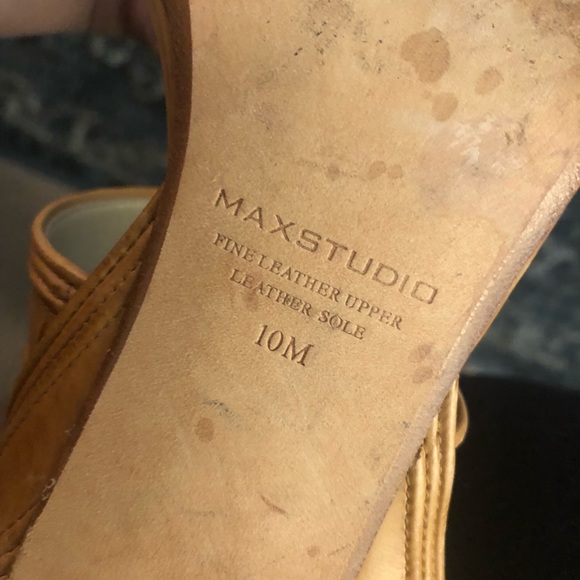 MAXSTUDIO
FINE LEATHER UPPER
LEATHER SOLE
10M